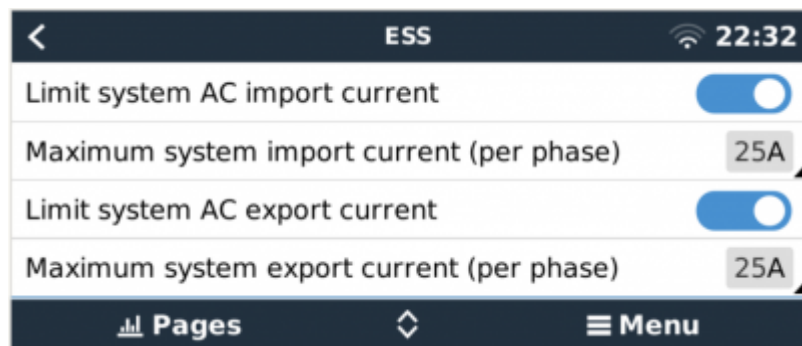 ESS 22:32
Limit system AC import current
Maximum system import current (per phase) 25A
Limit system AC export current
Maximum system export current (per phase) 25A
Pages Menu